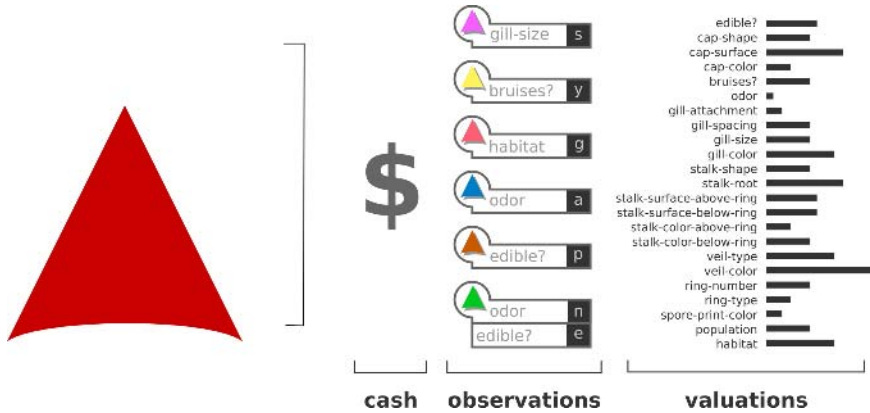 $
gill-size s
bruises? y
habitat g
odor a
edible? p
odor n
edible? e
edible?
cap-shape
cap-surface
cap-color
bruises?
odor
gill-attachment
gill-spacing
gill-size
gill-color
stalk-shape
stalk-root
stalk-surface-above-ring
stalk-surface-below-ring
stalk-color-above-ring
stalk-color-below-ring
veil-type
veil-color
ring-number
ring-type
spore-print-color
population
habitat
cash observations valuations